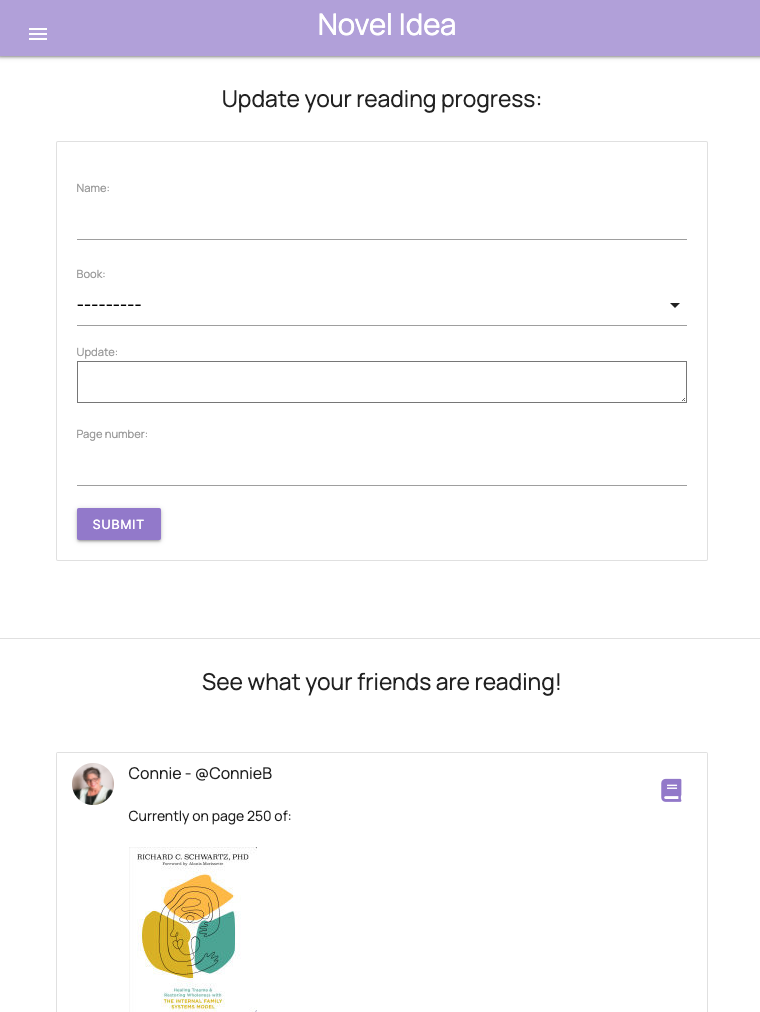 Novel Idea
Update your reading progress:
Name:
Book:
---------
Update:
Page number:
SUBMIT
See what your friends are reading!
Connie - @ConnieB
Currently on page 250 of:
RICHARD C. SCHWARTZ, PHD
Foreword by Alanis Morissette
Healing Trauma &
Restoring Wholeness with
THE INTERNAL FAMILY
SYSTEMS MODEL